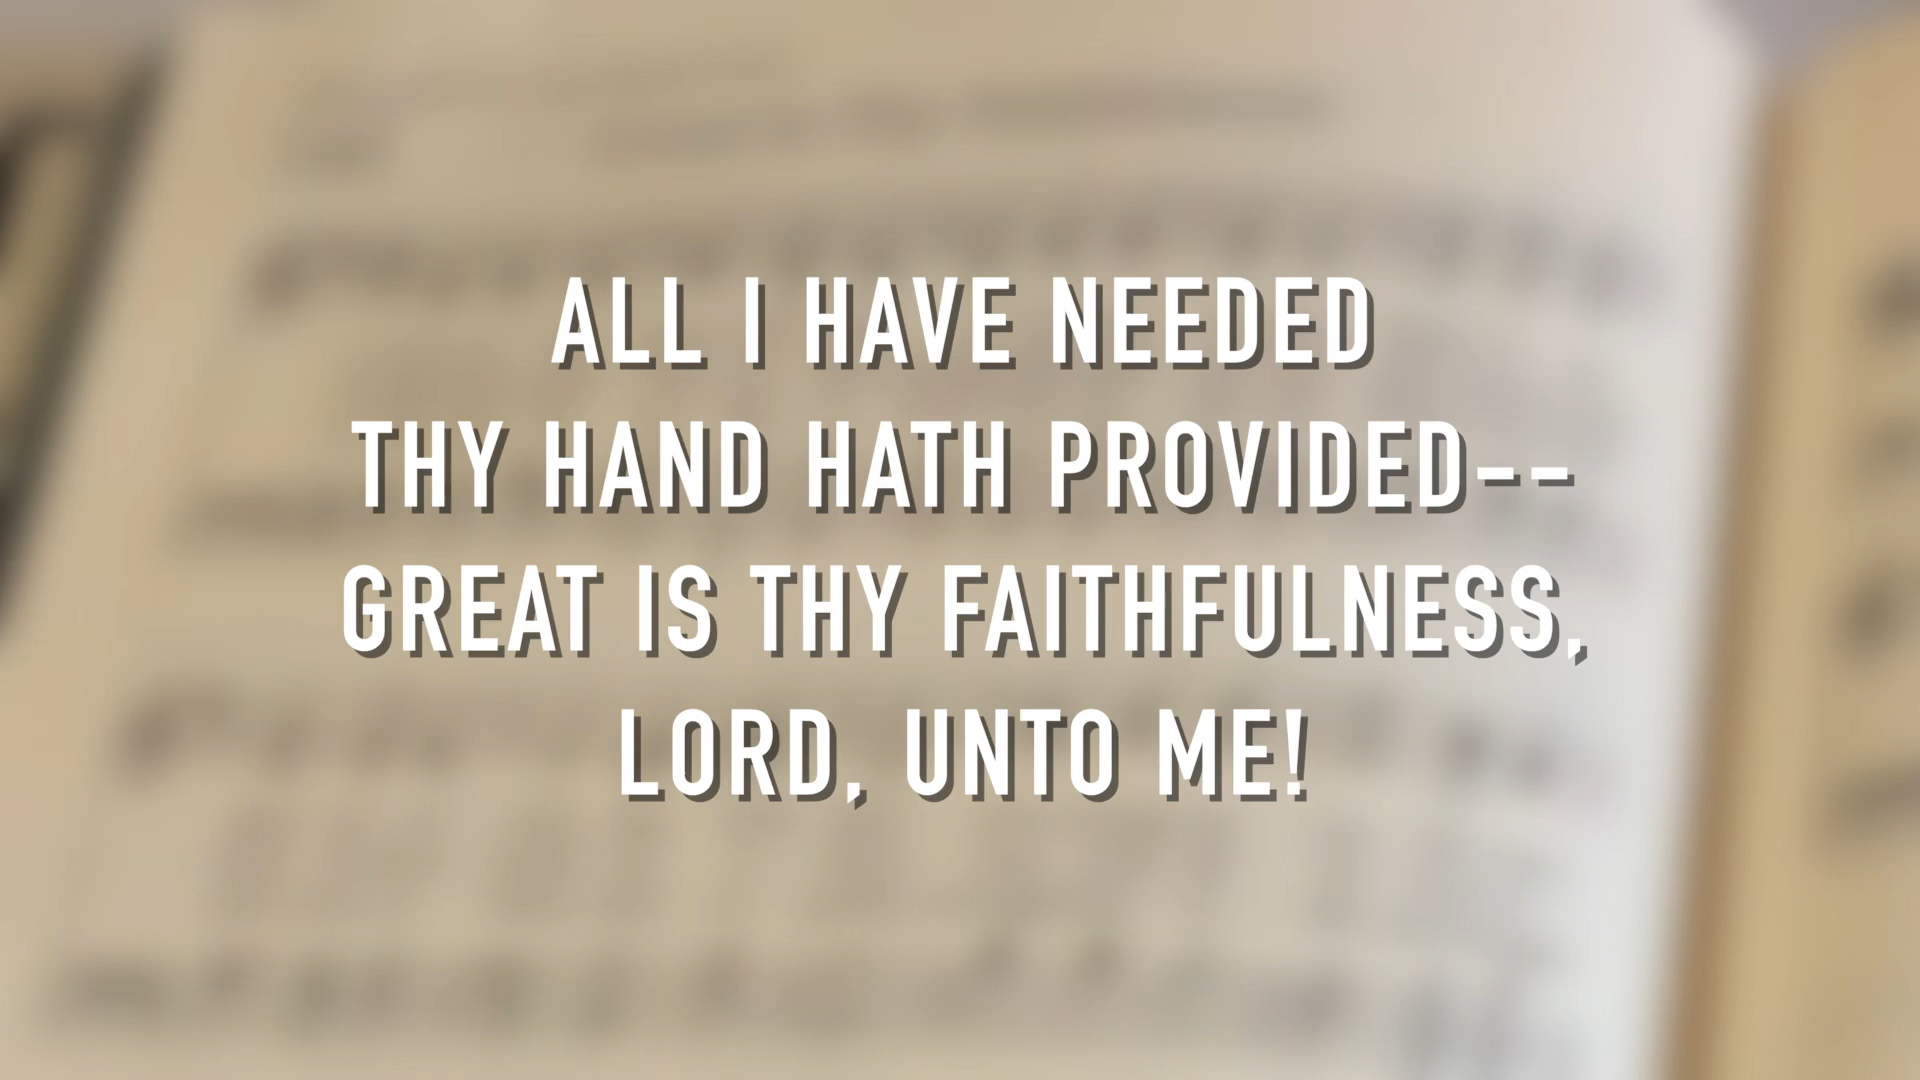 ALL I HAVE NEEDED
THY HAND HATH PROVIDED--
GREAT IS THY FAITHFULNESS,
LORD, UNTO ME!